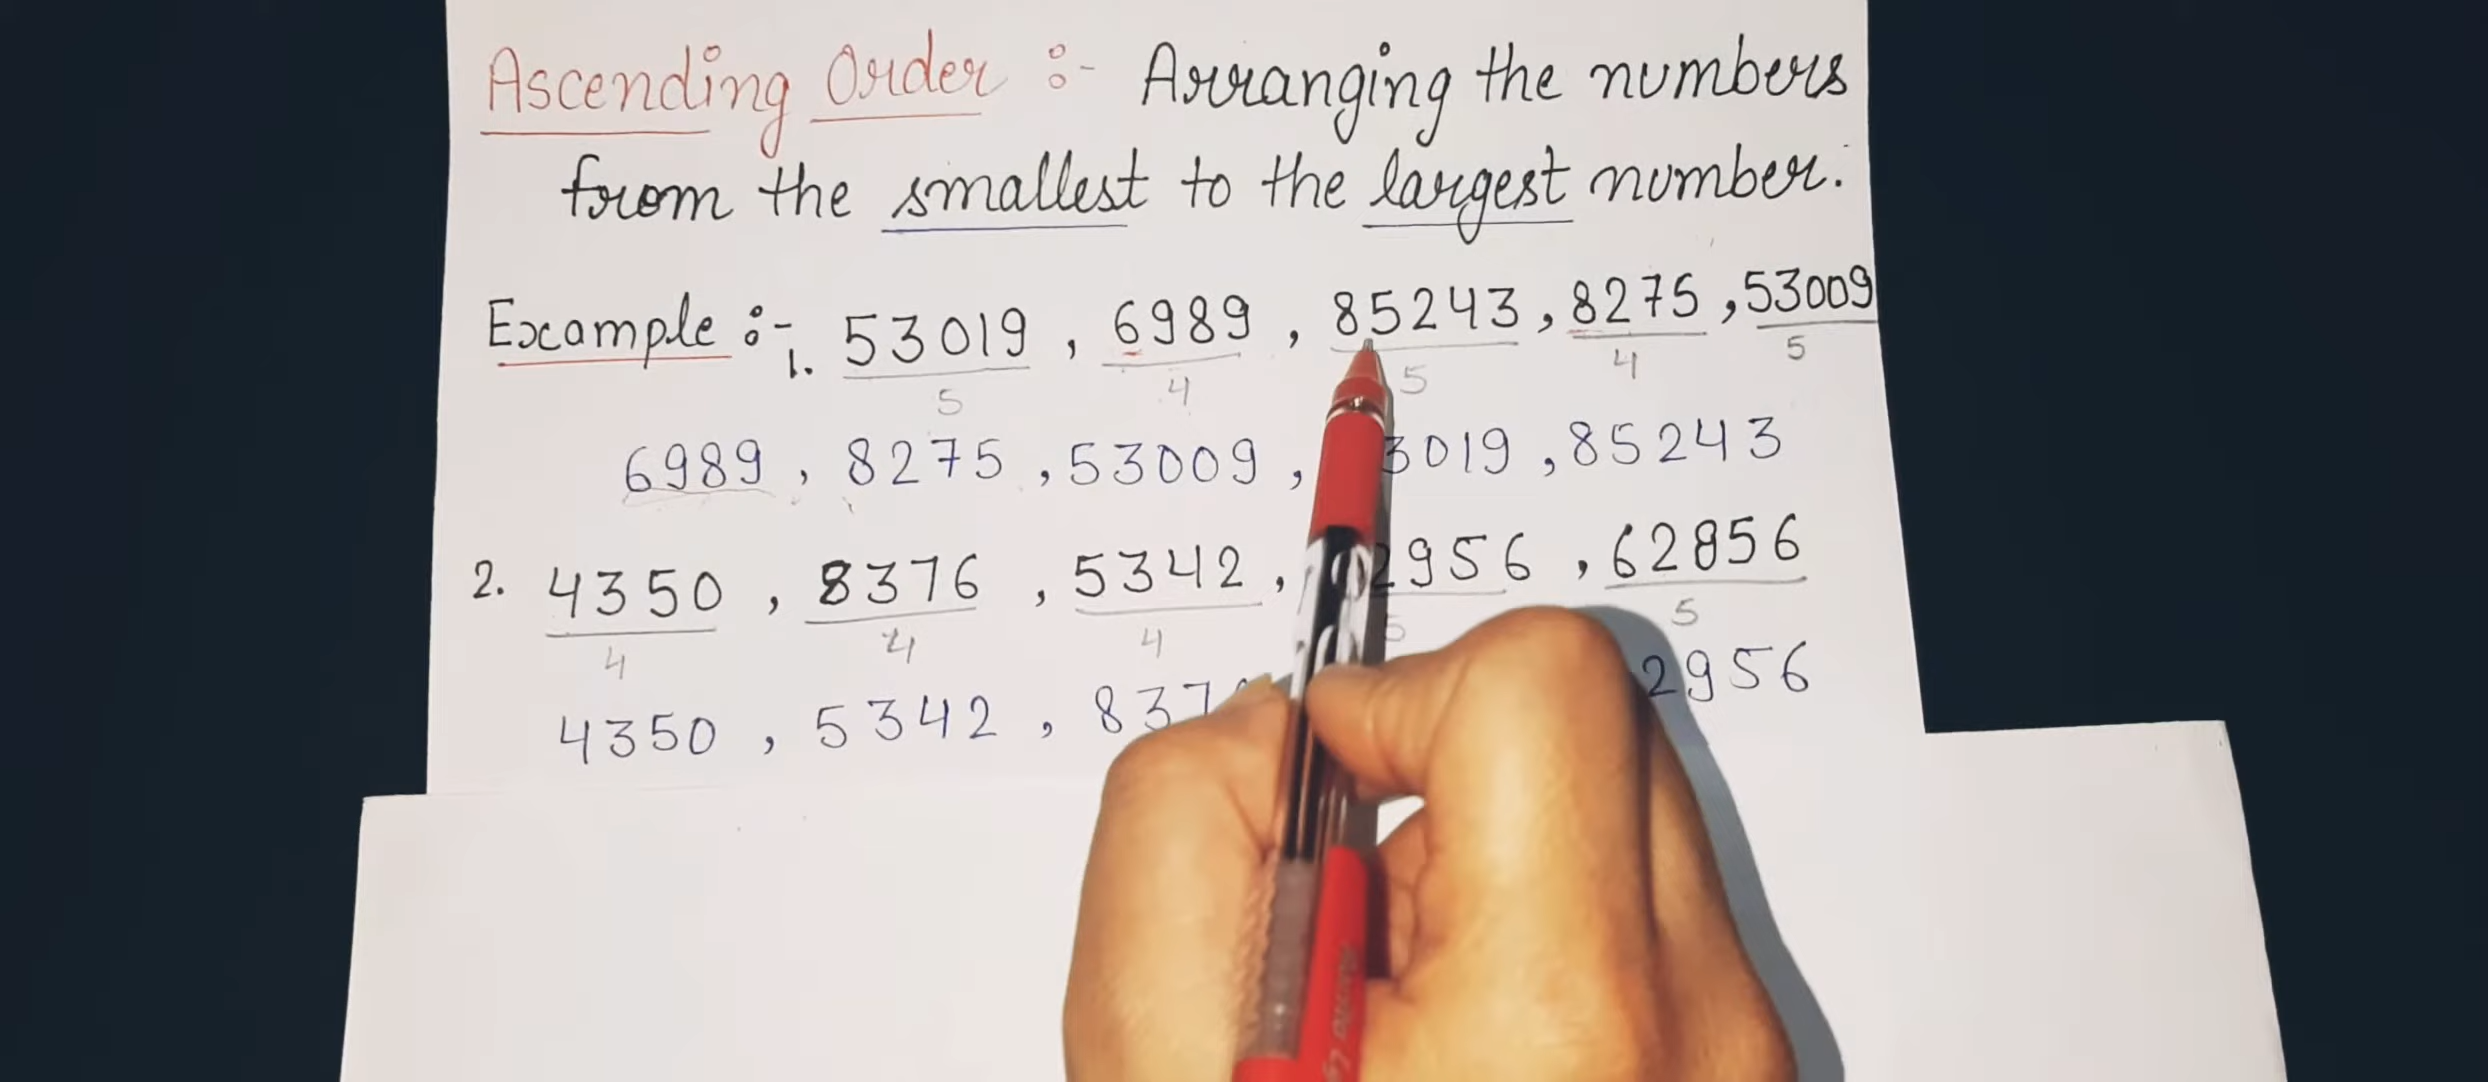 Ascending Order :- Arranging the numbers
from the smallest to the largest number.
Example :- 1. 53019 , 6989 , 85243 , 8275 , 53009
5 4 5 4 5
6989 , 8275 , 53009 , 3019 , 85243
2. 4350 , 8376 , 5342 , 2956 , 62856
4 4 4 5 5
4350 , 5342 , 837 2956